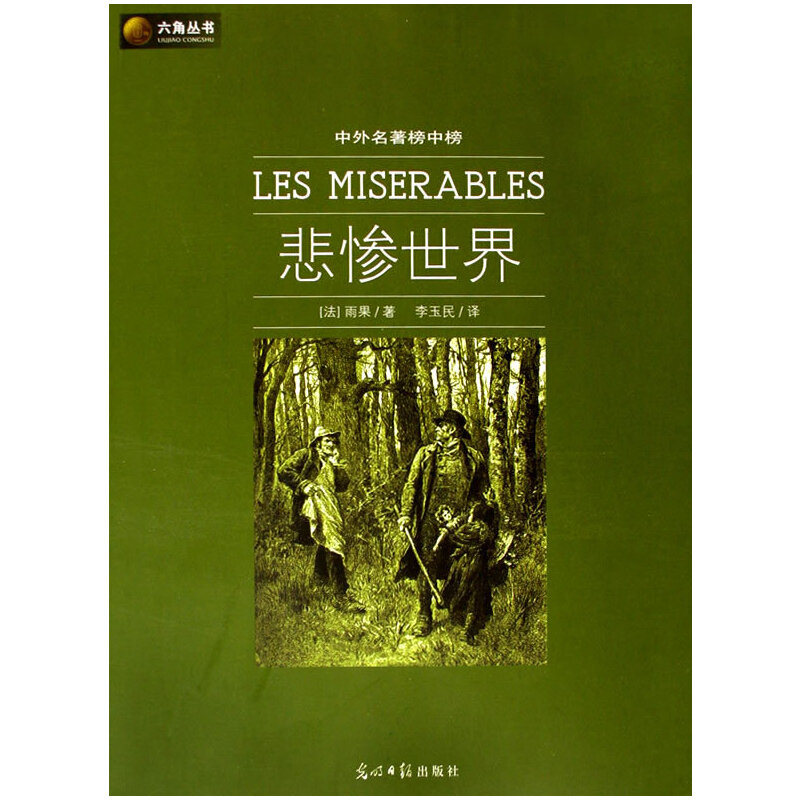 六角丛书
LIUJIAO CONGSHU
中外名著榜中榜
LES MISERABLES
悲惨世界
[法] 雨果 / 著 李玉民 / 译
光明日报出版社